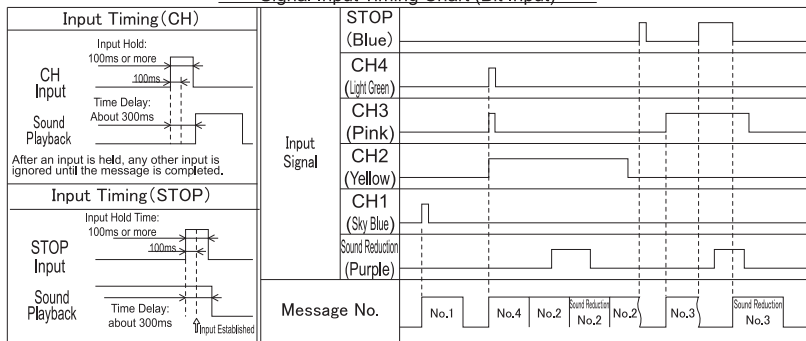 Signal Input Timing Chart (Bit Input)
Input Timing(CH)
Input Hold:
100ms or more
100ms
CH
Input
Time Delay:
About 300ms
Sound
Playback
After an input is held, any other input is
ignored until the message is completed.
Input Timing(STOP)
Input Hold Time:
100ms or more
100ms
STOP
Input
Sound
Playback
Time Delay:
about 300ms
Input Established
Input
Signal
STOP
(Blue)
CH4
(Light Green)
CH3
(Pink)
CH2
(Yellow)
CH1
(Sky Blue)
Sound Reduction
(Purple)
Message No.
No.1
No.4
No.2
Sound Reduction
No.2
No.2
No.3
Sound Reduction
No.3